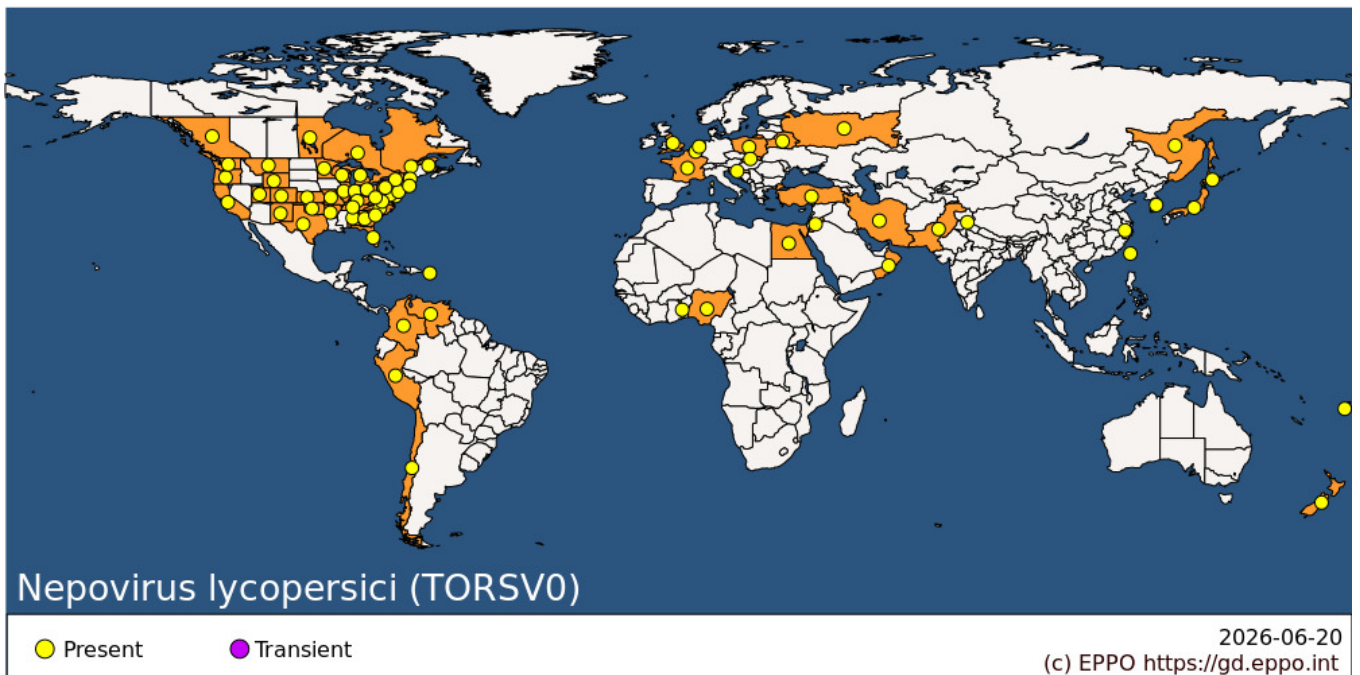 Nepovirus lycopersici (TORSV0)
Present
Transient
2026-06-20
(c) EPPO https://gd.eppo.int